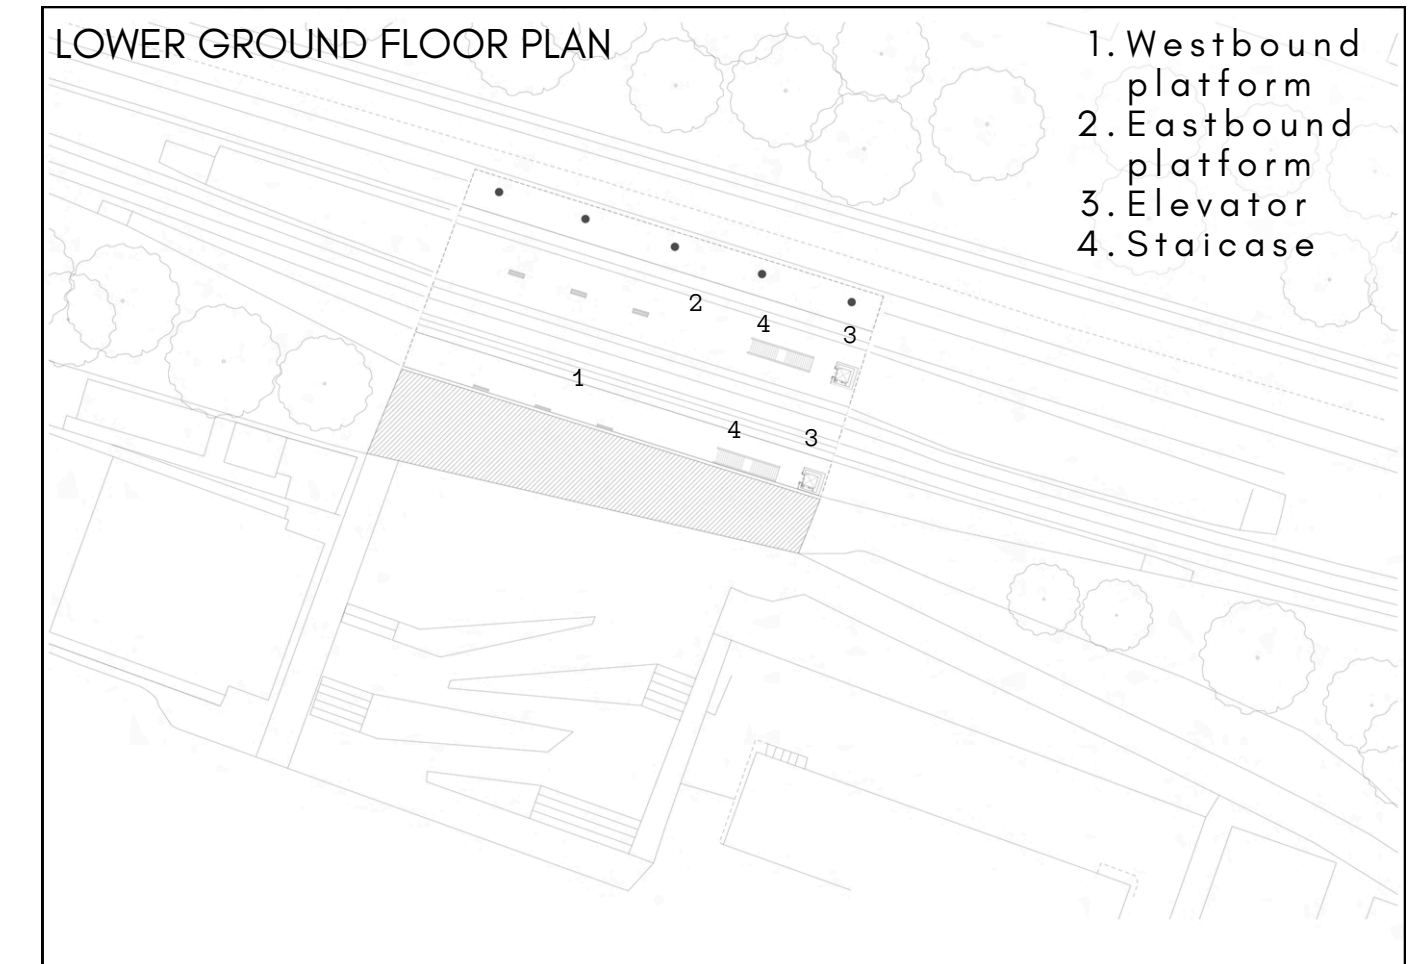 LOWER GROUND FLOOR PLAN
1. Westbound
platform
2. Eastbound
platform
3. Elevator
4. Staicase
2
4
3
1
4
3